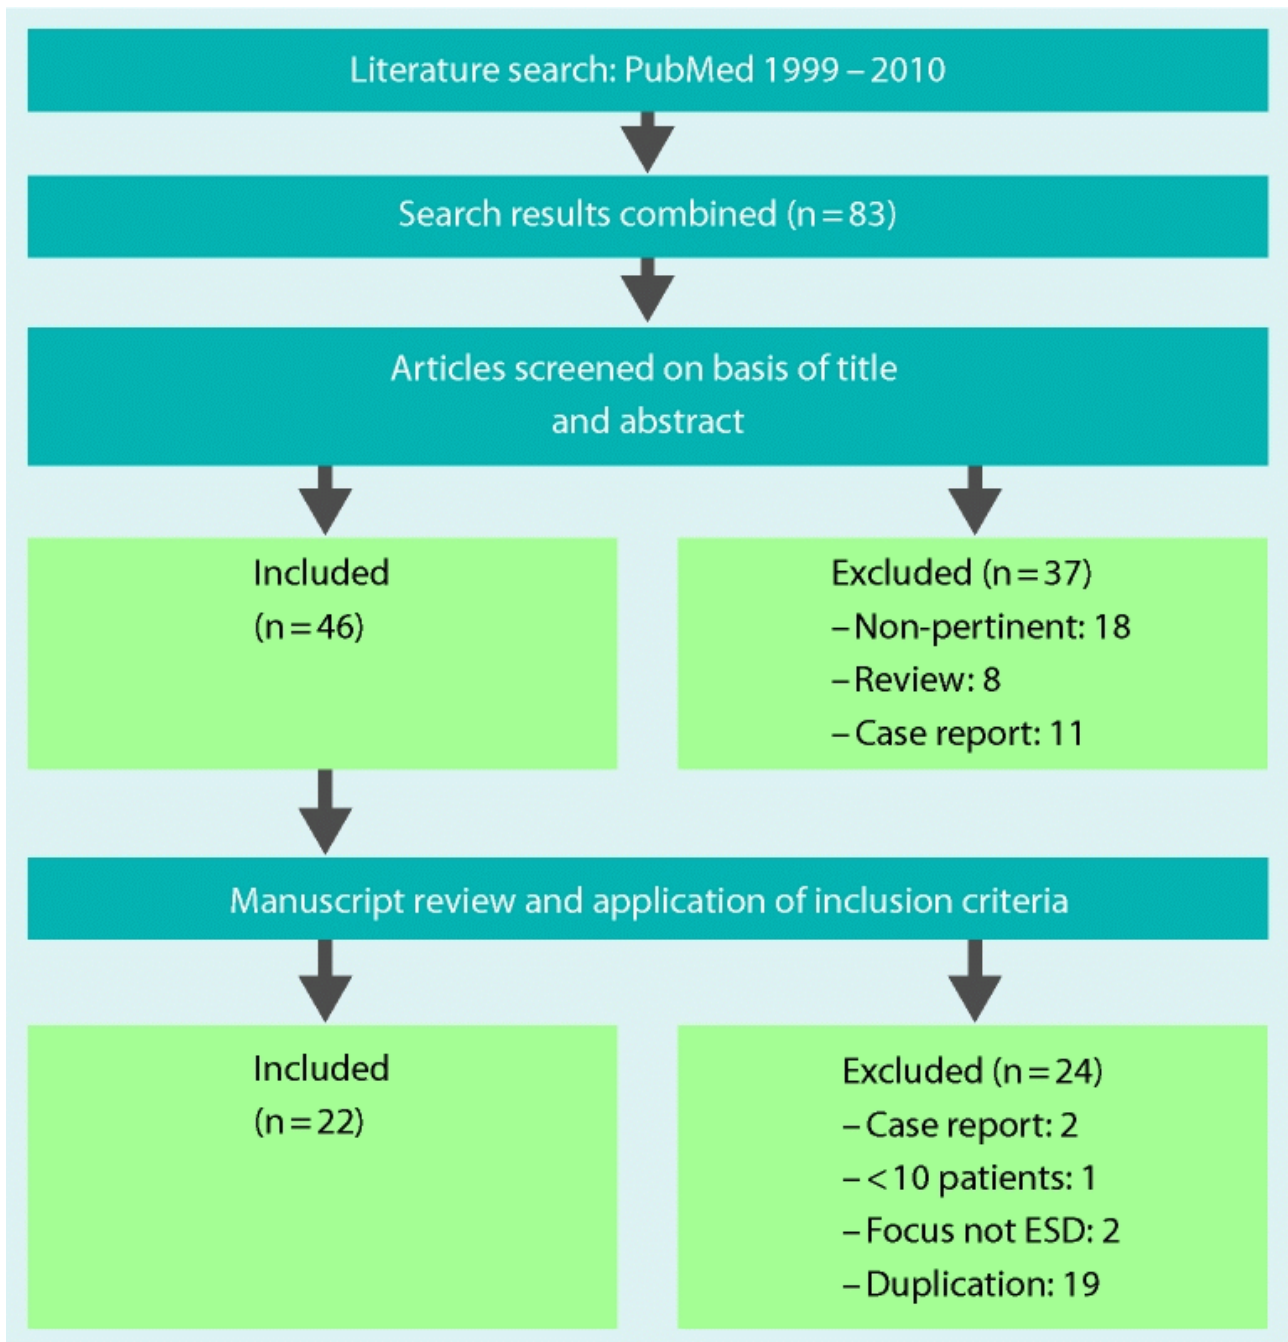 Literature search: PubMed 1999 – 2010
Search results combined (n = 83)
Articles screened on basis of title
and abstract
Included
(n = 46)
Excluded (n = 37)
– Non-pertinent: 18
– Review: 8
– Case report: 11
Manuscript review and application of inclusion criteria
Included
(n = 22)
Excluded (n = 24)
– Case report: 2
– < 10 patients: 1
– Focus not ESD: 2
– Duplication: 19